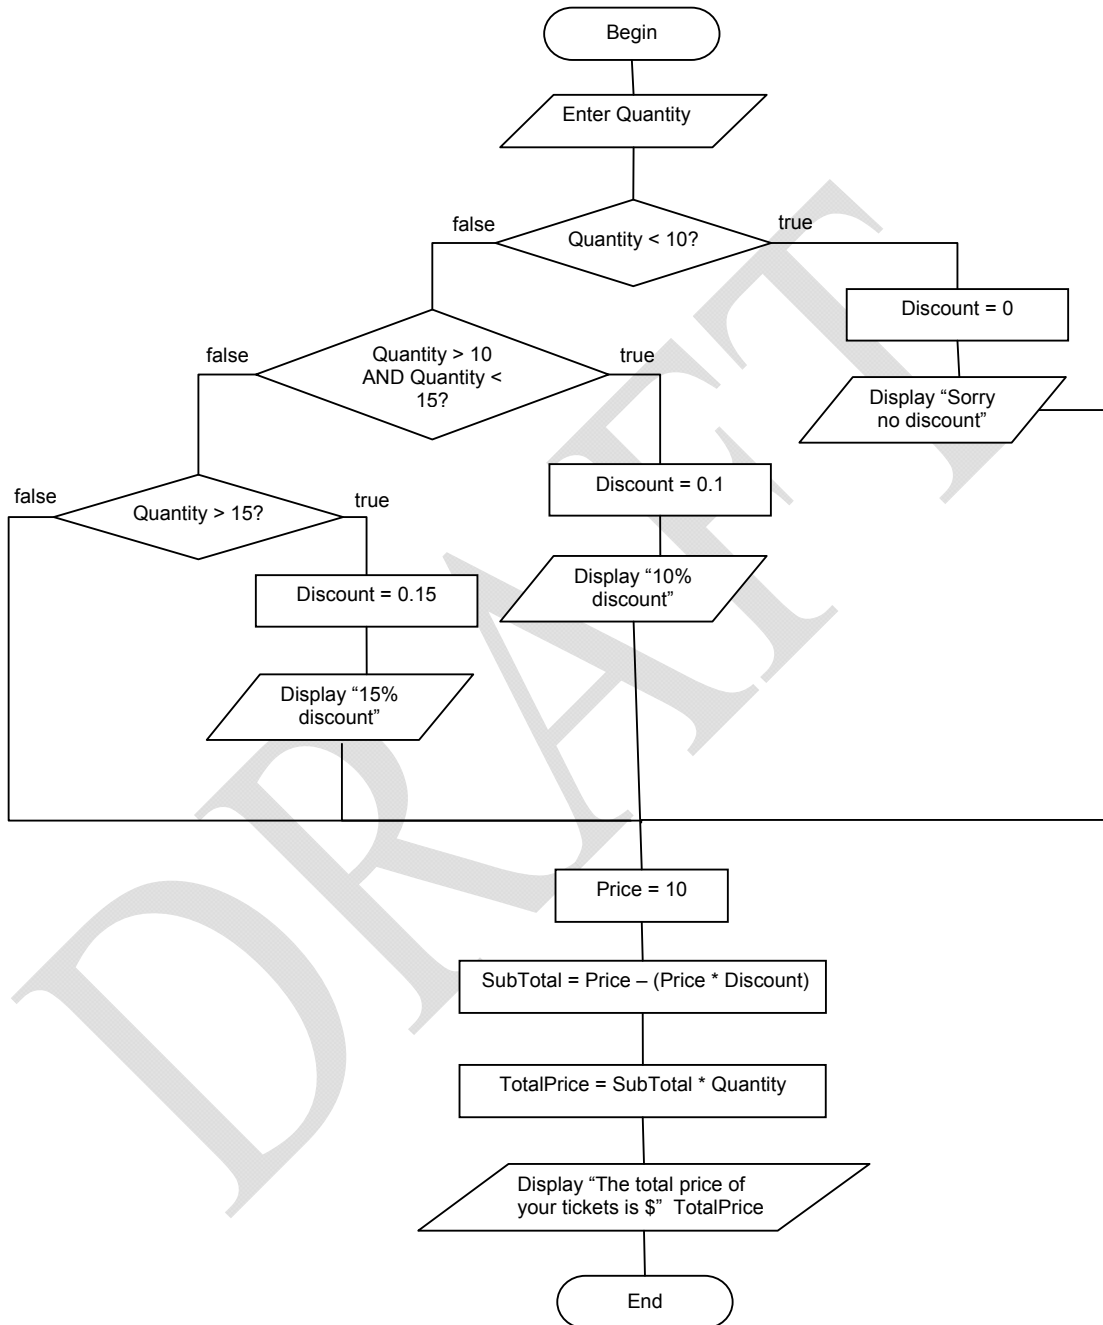 Begin
Enter Quantity
false
true
Quantity < 10?
Discount = 0
false
Quantity > 10
AND Quantity <
15?
true
Display “Sorry
no discount”
false
Quantity > 15?
true
Discount = 0.1
Discount = 0.15
Display “10%
discount”
Display “15%
discount”
Price = 10
SubTotal = Price – (Price * Discount)
TotalPrice = SubTotal * Quantity
Display “The total price of
your tickets is $”  TotalPrice
End
DRAFT